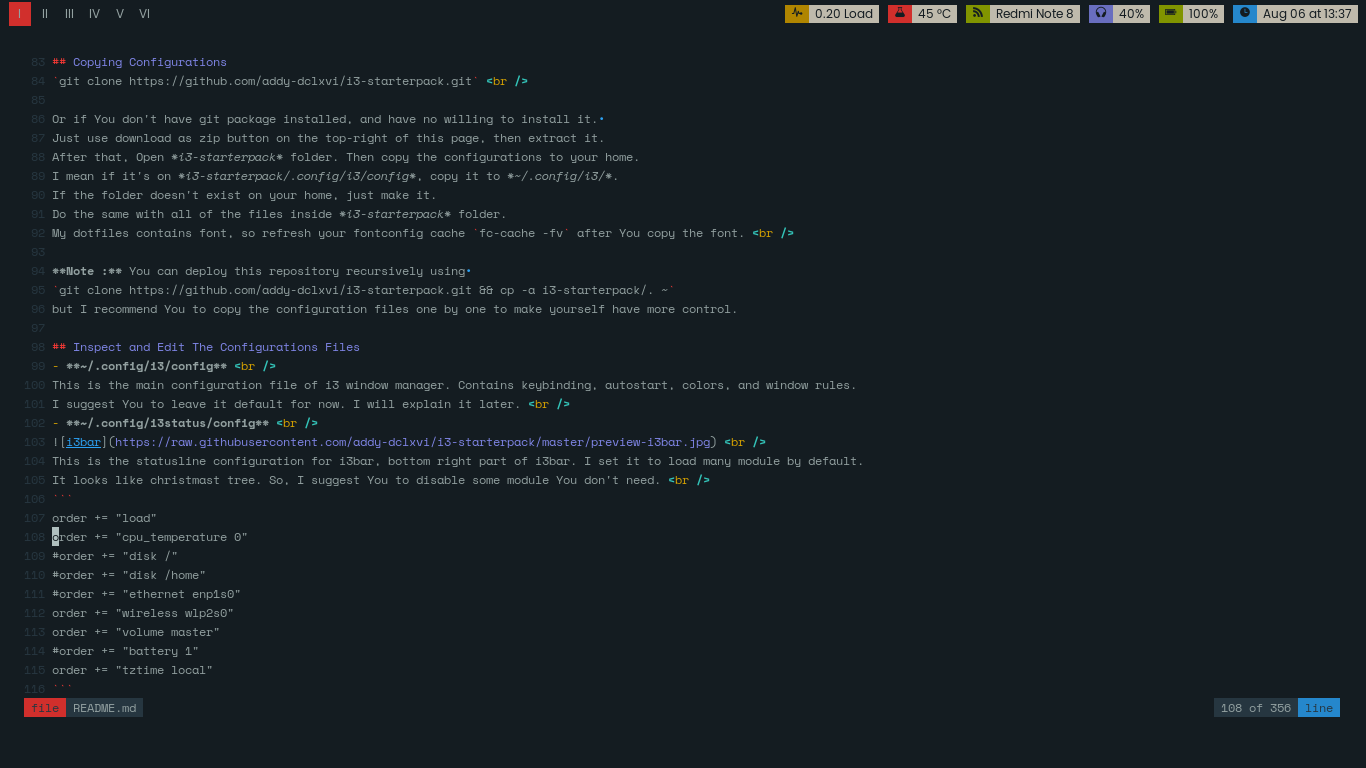 I II III IV V VI 0.20 Load 45 ºC Redmi Note 8 40% 100% Aug 06 at 13:37
83 ## Copying Configurations
84 `git clone https://github.com/addy-dclxvi/i3-starterpack.git` <br />
85
86 Or if You don't have git package installed, and have no willing to install it.•
87 Just use download as zip button on the top-right of this page, then extract it.
88 After that, Open *i3-starterpack* folder. Then copy the configurations to your home.
89 I mean if it's on *i3-starterpack/.config/i3/config*, copy it to *~/.config/i3/*.
90 If the folder doesn't exist on your home, just make it.
91 Do the same with all of the files inside *i3-starterpack* folder.
92 My dotfiles contains font, so refresh your fontconfig cache `fc-cache -fv` after You copy the font. <br />
93
94 **Note :** You can deploy this repository recursively using•
95 `git clone https://github.com/addy-dclxvi/i3-starterpack.git && cp -a i3-starterpack/. ~`
96 but I recommend You to copy the configuration files one by one to make yourself have more control.
97
98 ## Inspect and Edit The Configurations Files
99 - **~/.config/i3/config** <br />
100 This is the main configuration file of i3 window manager. Contains keybinding, autostart, colors, and window rules.
101 I suggest You to leave it default for now. I will explain it later. <br />
102 - **~/.config/i3status/config** <br />
103 ![i3bar](https://raw.githubusercontent.com/addy-dclxvi/i3-starterpack/master/preview-i3bar.jpg) <br />
104 This is the statusline configuration for i3bar, bottom right part of i3bar. I set it to load many module by default.
105 It looks like christmast tree. So, I suggest You to disable some module You don't need. <br />
106 ```
107 order += "load"
108 order += "cpu_temperature 0"
109 #order += "disk /"
110 #order += "disk /home"
111 #order += "ethernet enp1s0"
112 order += "wireless wlp2s0"
113 order += "volume master"
114 #order += "battery 1"
115 order += "tztime local"
116 ```
file README.md 108 of 356 line